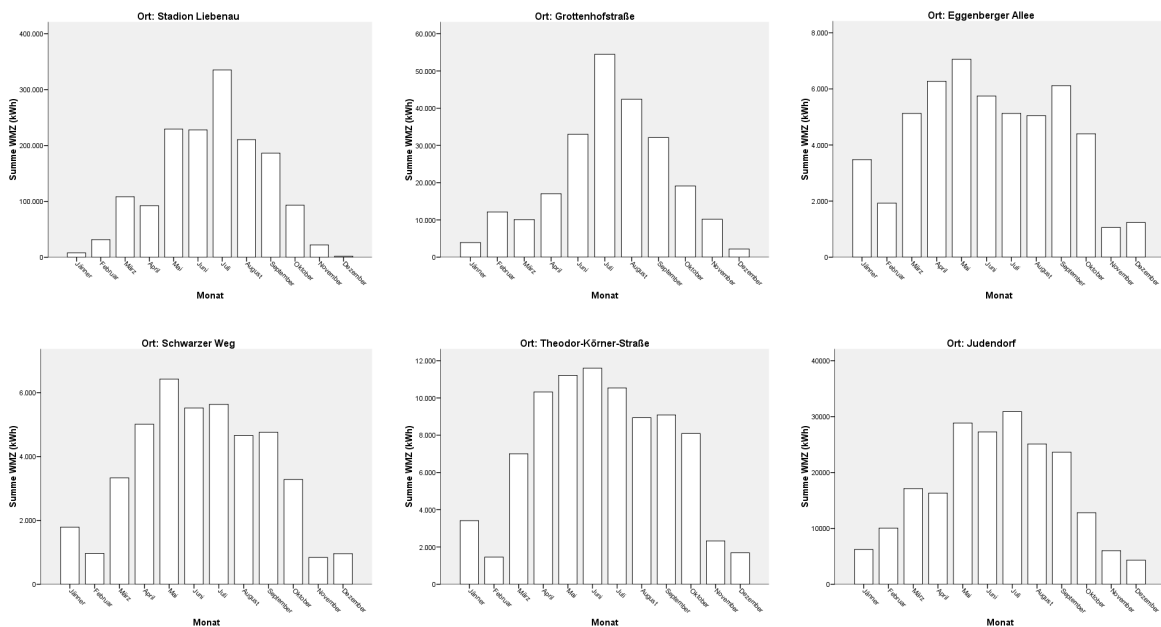 Ort: Stadion Liebenau
Summe WMZ (kWh)
400.000
300.000
200.000
100.000
0
Jänner
Februar
März
April
Mai
Juni
Juli
August
September
Oktober
November
Dezember
Monat
Ort: Grottenhofstraße
Summe WMZ (kWh)
60.000
50.000
40.000
30.000
20.000
10.000
0
Jänner
Februar
März
April
Juni
Juli
August
September
Oktober
November
Dezember
Monat
Ort: Eggenberger Allee
Summe WMZ (kWh)
8.000
6.000
4.000
2.000
0
Jänner
Februar
März
April
Mai
Juni
Juli
August
September
Oktober
November
Dezember
Monat
Ort: Schwarzer Weg
Summe WMZ (kWh)
6.000
4.000
2.000
0
Jänner
Februar
März
April
Mai
Juni
Juli
August
September
Oktober
November
Dezember
Monat
Ort: Theodor-Körner-Straße
Summe WMZ (kWh)
12.000
10.000
8.000
6.000
4.000
2.000
0
Jänner
Februar
März
April
Mai
Juni
Juli
August
September
Oktober
November
Dezember
Monat
Ort: Judendorf
Summe WMZ (kWh)
40000
30000
20000
10000
0
Jänner
Februar
März
April
Mai
Juni
Juli
August
September
Oktober
November
Dezember
Monat